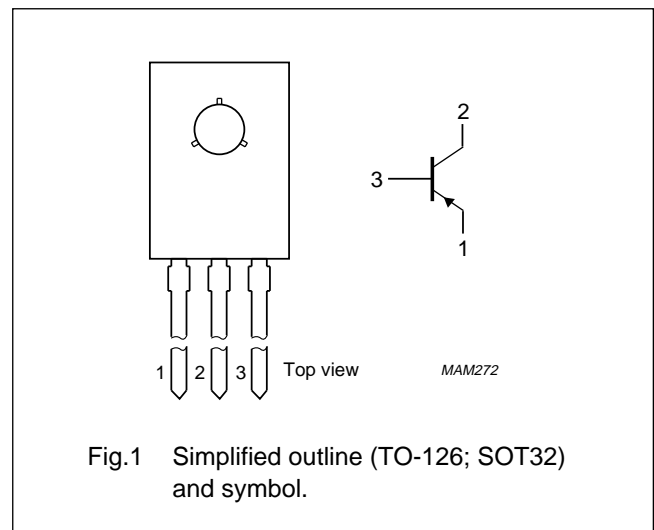 2
3
1
1 2 3 Top view MAM272
Fig.1 Simplified outline (TO-126; SOT32)
and symbol.